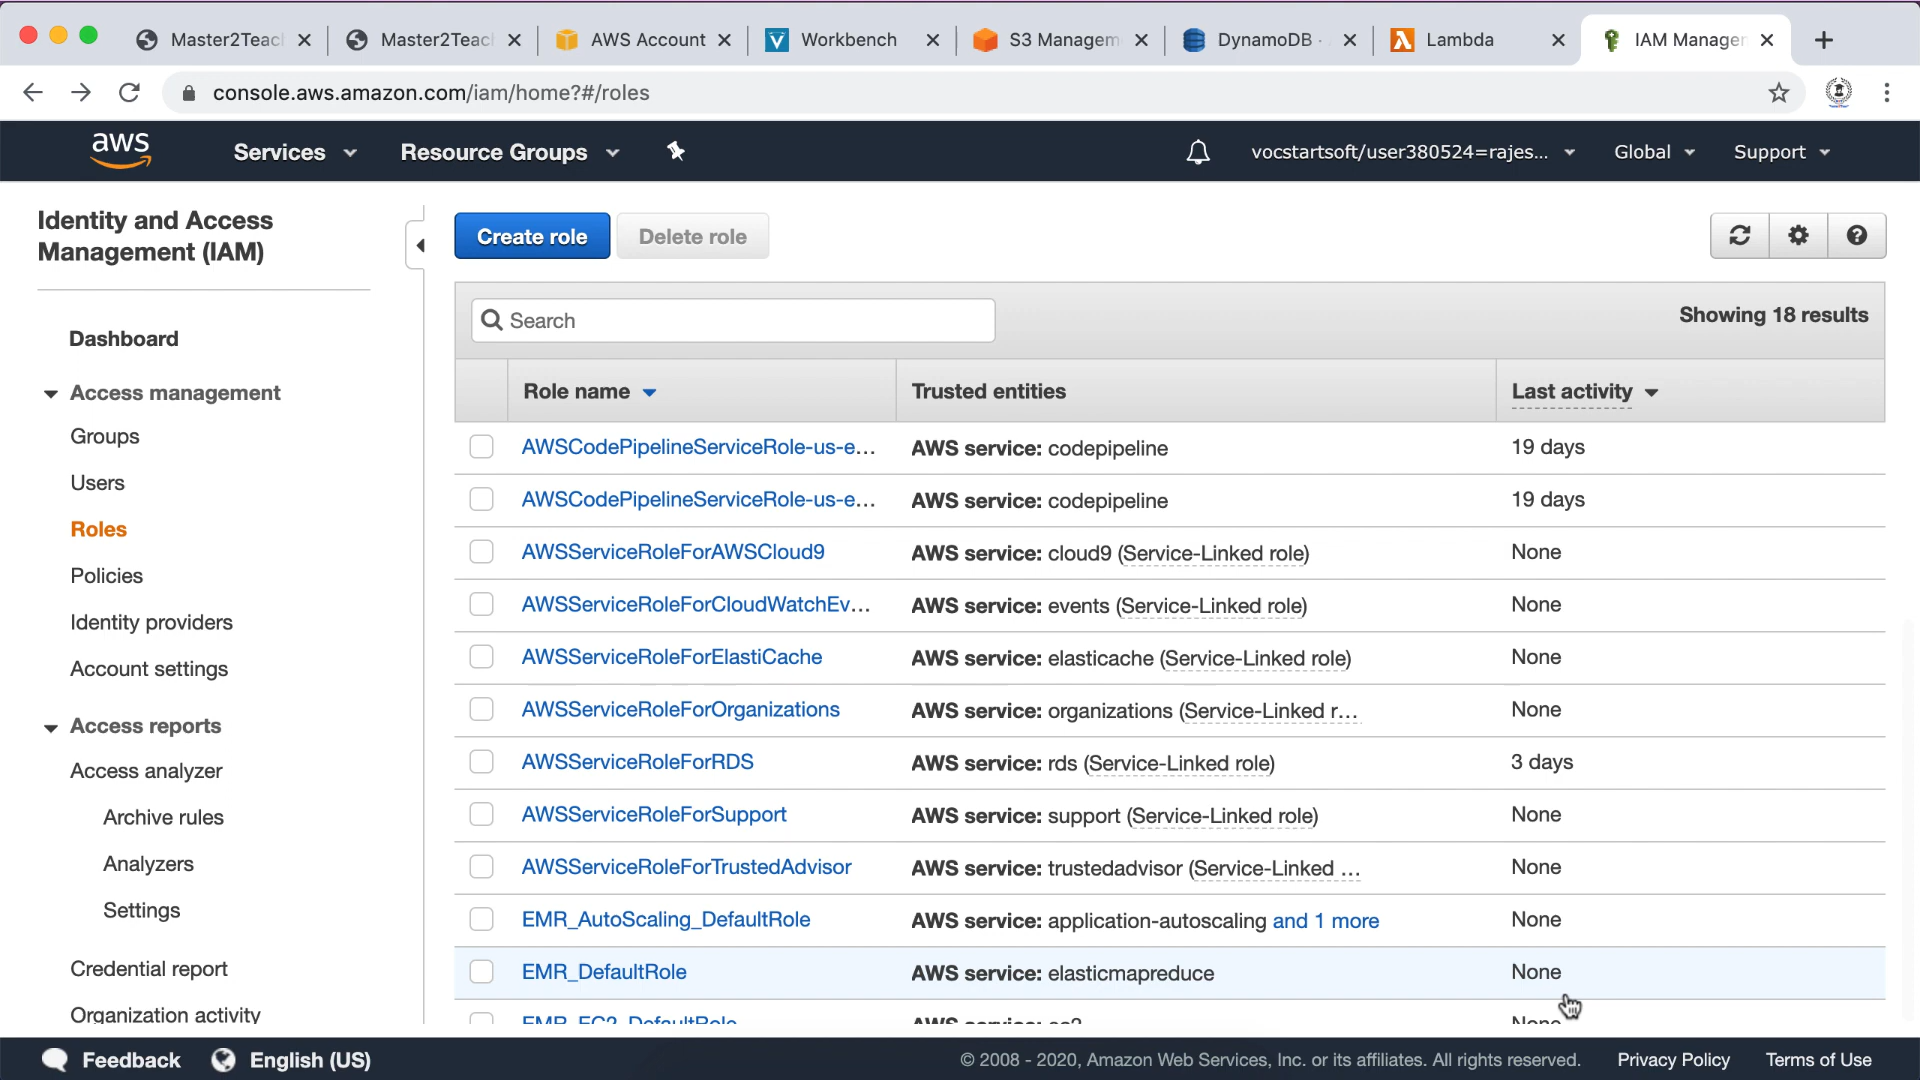 Master2Teac
Master2Teac
AWS Account
Workbench
S3 Managem
DynamoDB ·
Lambda
IAM Manager
console.aws.amazon.com/iam/home?#/roles
aws
Services
Resource Groups
vocstartsoft/user380524=rajes...
Global
Support
Identity and Access
Management (IAM)
Dashboard
Access management
Groups
Users
Roles
Policies
Identity providers
Account settings
Access reports
Access analyzer
Archive rules
Analyzers
Settings
Credential report
Organization activity
Create role
Delete role
Search
Showing 18 results
Role name
Trusted entities
Last activity
AWSCodePipelineServiceRole-us-e... AWS service: codepipeline 19 days
AWSCodePipelineServiceRole-us-e... AWS service: codepipeline 19 days
AWSServiceRoleForAWSCloud9 AWS service: cloud9 (Service-Linked role) None
AWSServiceRoleForCloudWatchEv... AWS service: events (Service-Linked role) None
AWSServiceRoleForElastiCache AWS service: elasticache (Service-Linked role) None
AWSServiceRoleForOrganizations AWS service: organizations (Service-Linked r... None
AWSServiceRoleForRDS AWS service: rds (Service-Linked role) 3 days
AWSServiceRoleForSupport AWS service: support (Service-Linked role) None
AWSServiceRoleForTrustedAdvisor AWS service: trustedadvisor (Service-Linked ... None
EMR_AutoScaling_DefaultRole AWS service: application-autoscaling and 1 more None
EMR_DefaultRole AWS service: elasticmapreduce None
EMR_EC2_DefaultRole AWS service: ec2 None
Feedback
English (US)
© 2008 - 2020, Amazon Web Services, Inc. or its affiliates. All rights reserved.
Privacy Policy
Terms of Use